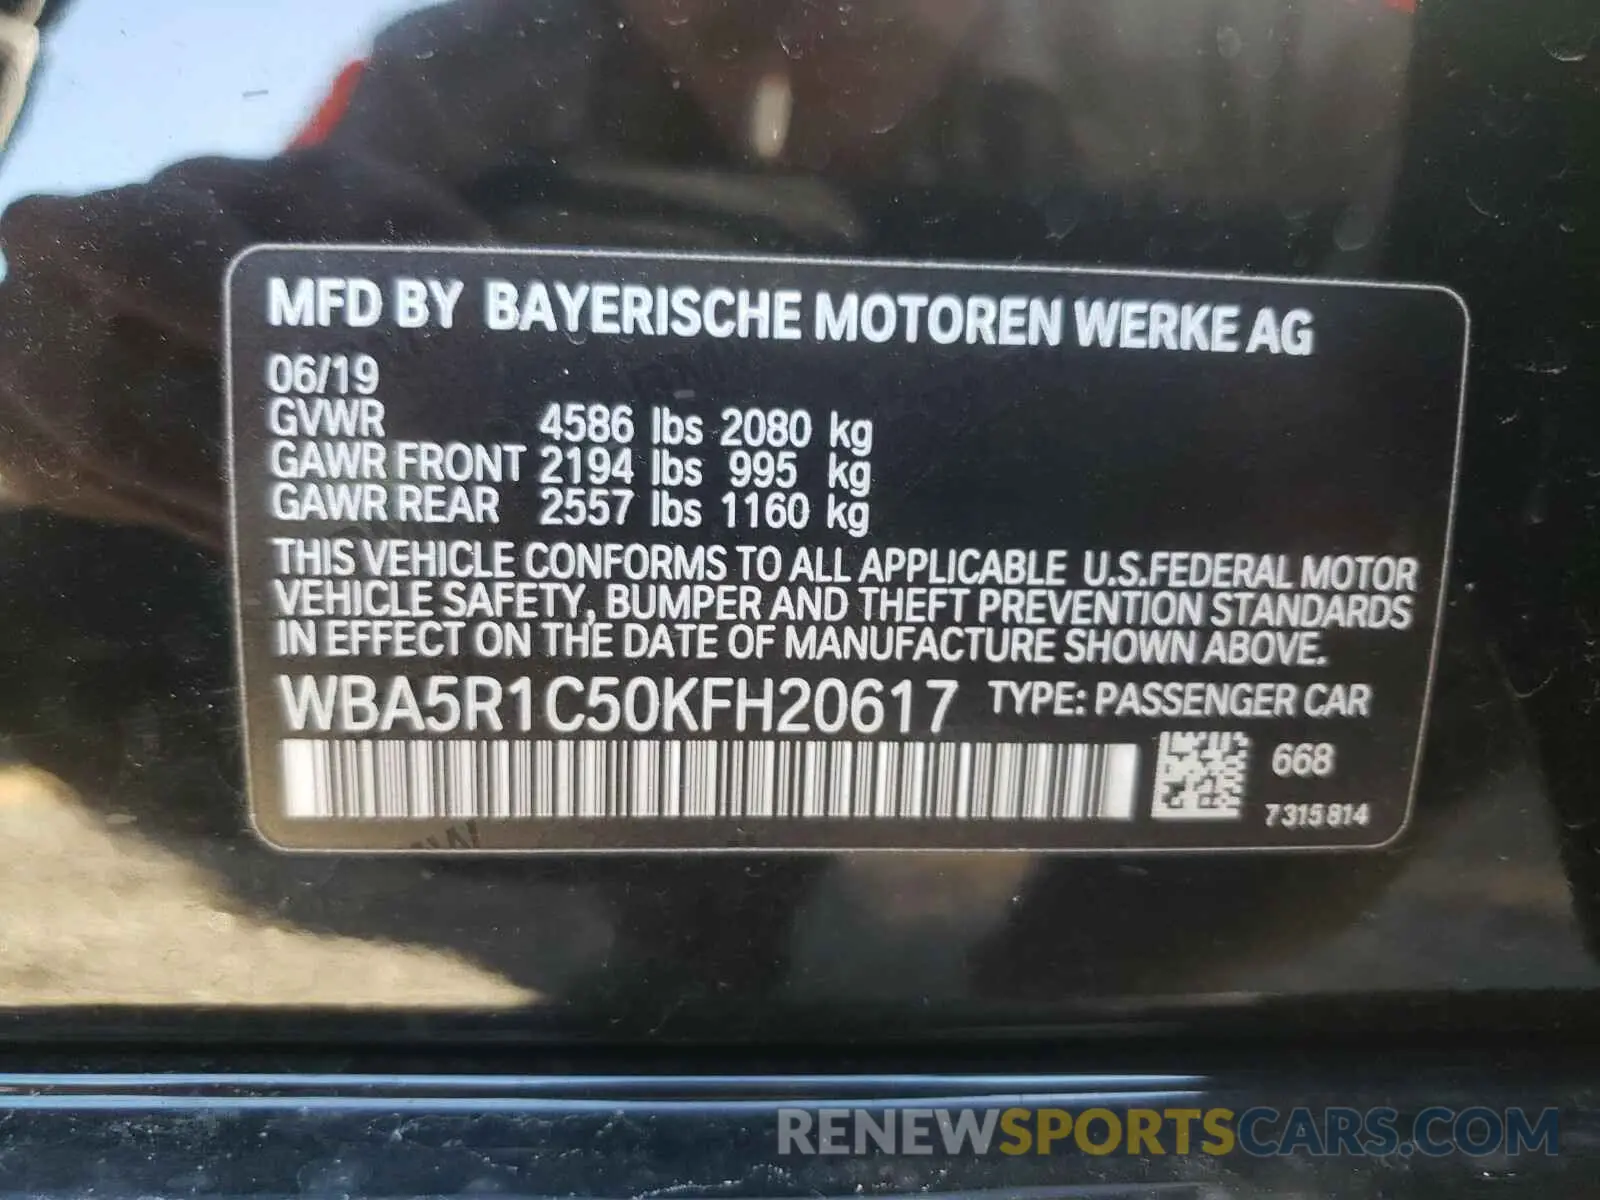 MFD BY BAYERISCHE MOTOREN WERKE AG
06/19
GVWR 4586 lbs 2080 kg
GAWR FRONT 2194 lbs 995 kg
GAWR REAR 2557 lbs 1160 kg
THIS VEHICLE CONFORMS TO ALL APPLICABLE U.S.FEDERAL MOTOR
VEHICLE SAFETY, BUMPER AND THEFT PREVENTION STANDARDS
IN EFFECT ON THE DATE OF MANUFACTURE SHOWN ABOVE.
WBA5R1C50KFH20617 TYPE: PASSENGER CAR
668
7315814
RENEWSPORTSCARS.COM